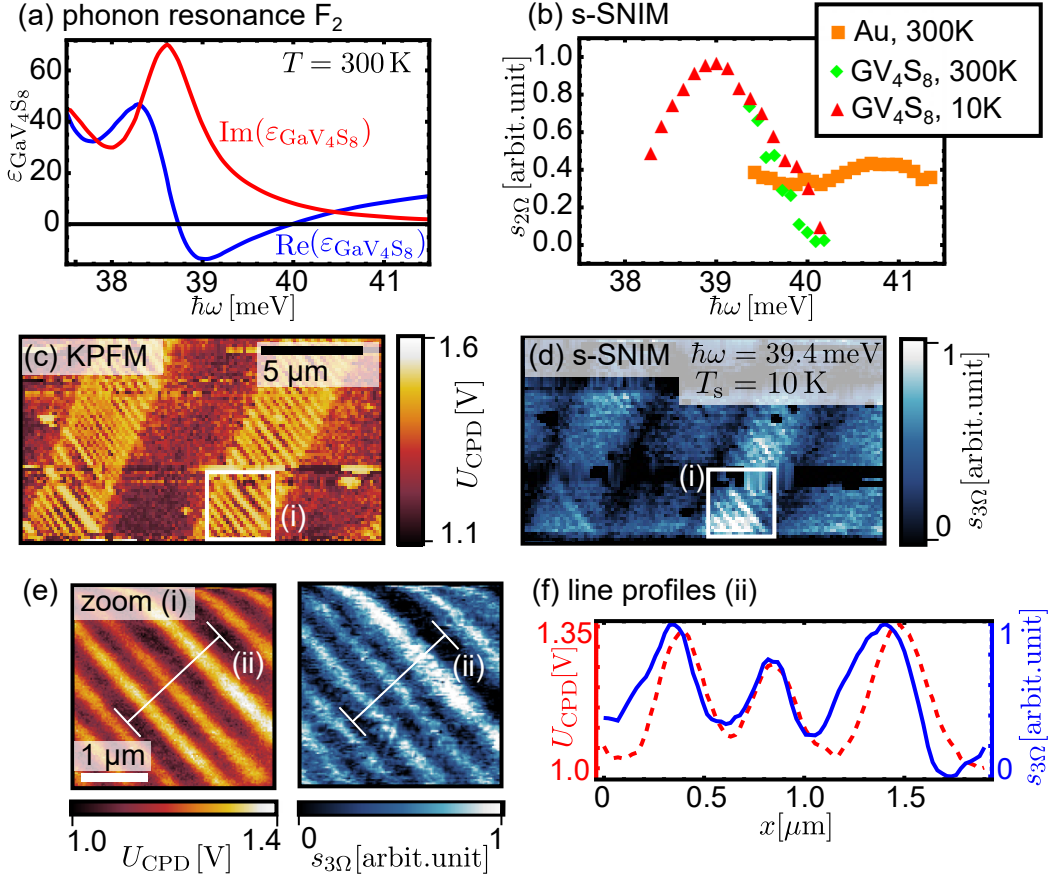 (a) phonon resonance F₂
T = 300 K
60
40
20
0
ε_GaV₄S₈
Im(ε_GaV₄S₈)
Re(ε_GaV₄S₈)
38 39 40 41
ħω [meV]
(b) s-SNIM
Au, 300K
GV₄S₈, 300K
GV₄S₈, 10K
1.0
0.8
0.6
0.4
0.2
0.0
s_2Ω [arbit.unit]
38 39 40 41
ħω [meV]
(c) KPFM
5 µm
(i)
1.6
1.1
U_CPD [V]
(d) s-SNIM
ħω = 39.4 meV
T_s = 10 K
(i)
1
0
s_3Ω [arbit.unit]
(e)
zoom (i)
(ii)
1 µm
1.0 1.4
U_CPD [V]
(ii)
0 1
s_3Ω [arbit.unit]
(f) line profiles (ii)
1.35
1.0
U_CPD[V]
1
0
s_3Ω[arbit.unit]
0 0.5 1.0 1.5
x[µm]